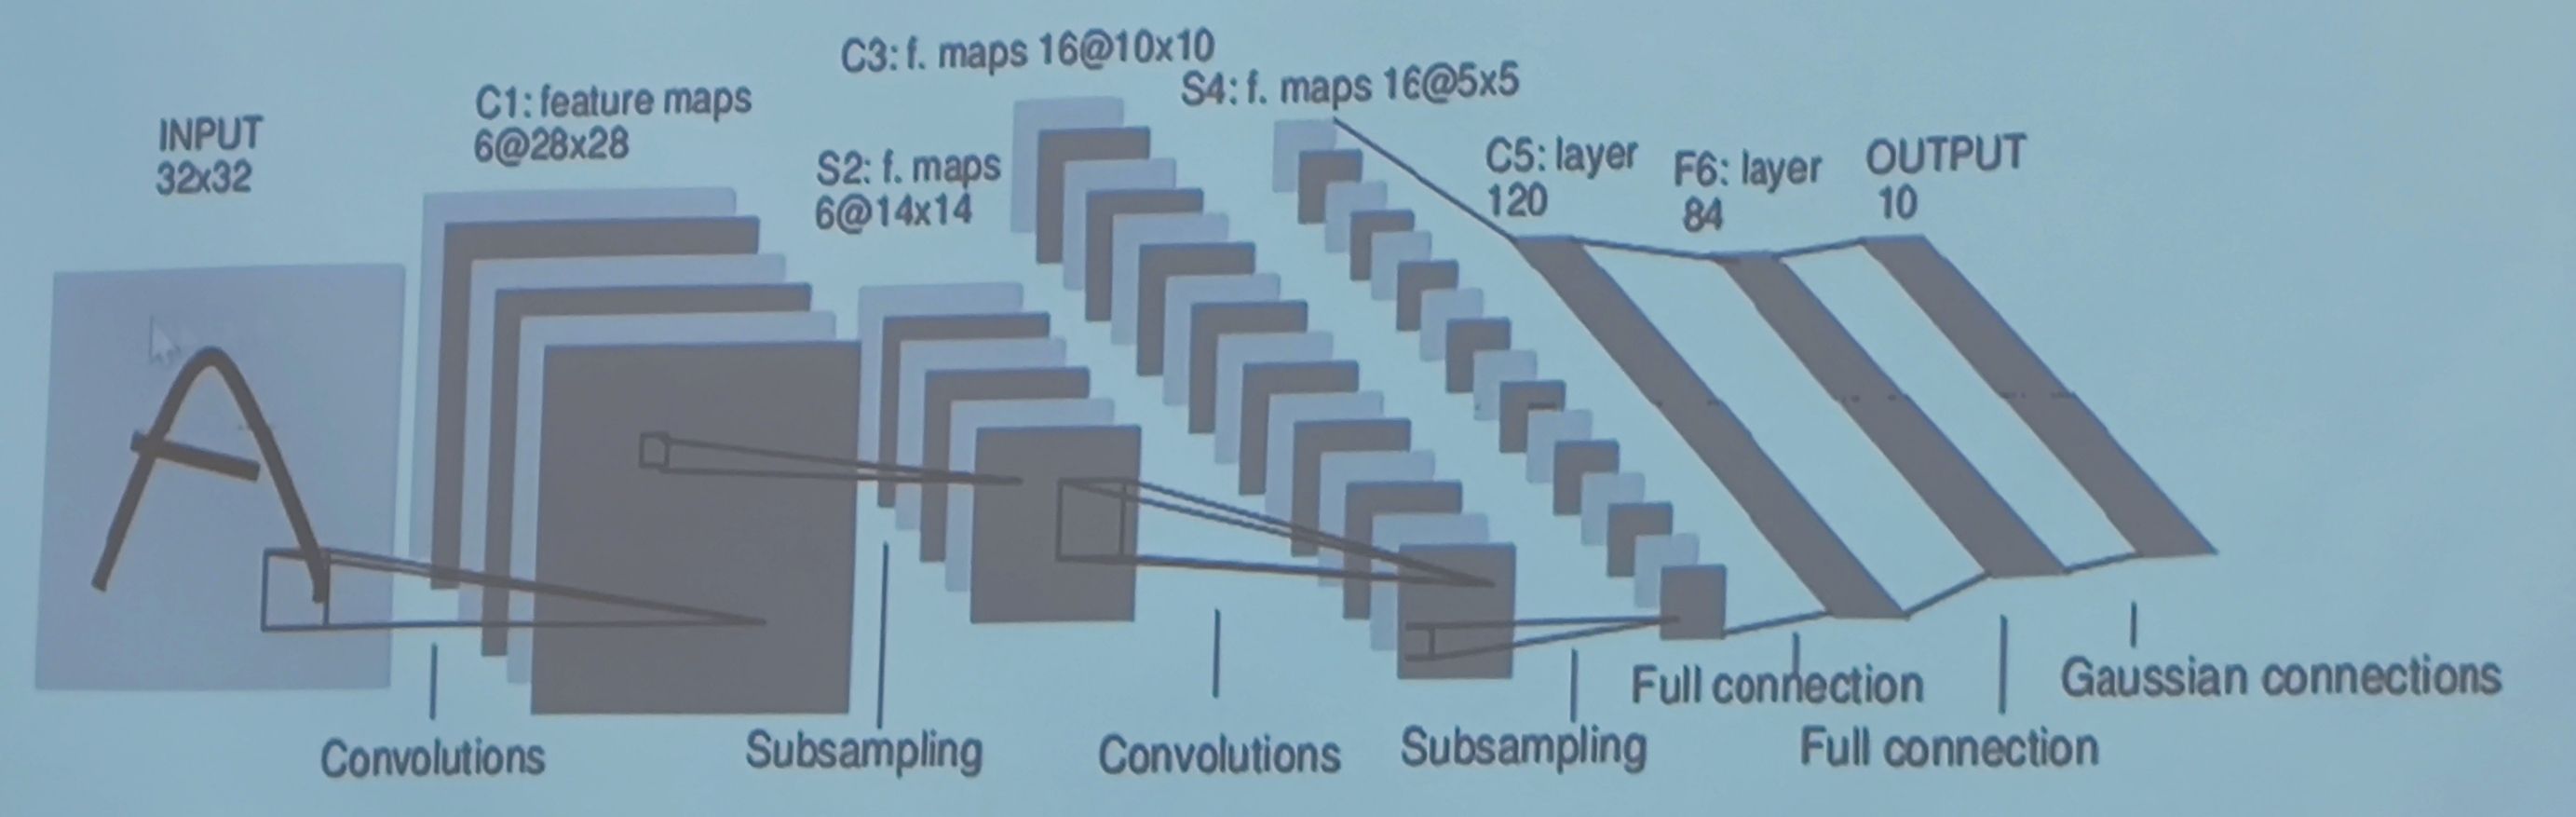 INPUT
32x32
C1: feature maps
6@28x28
S2: f. maps
6@14x14
C3: f. maps 16@10x10
S4: f. maps 16@5x5
C5: layer
120
F6: layer
84
OUTPUT
10
Convolutions
Subsampling
Convolutions
Subsampling
Full connection
Full connection
Gaussian connections